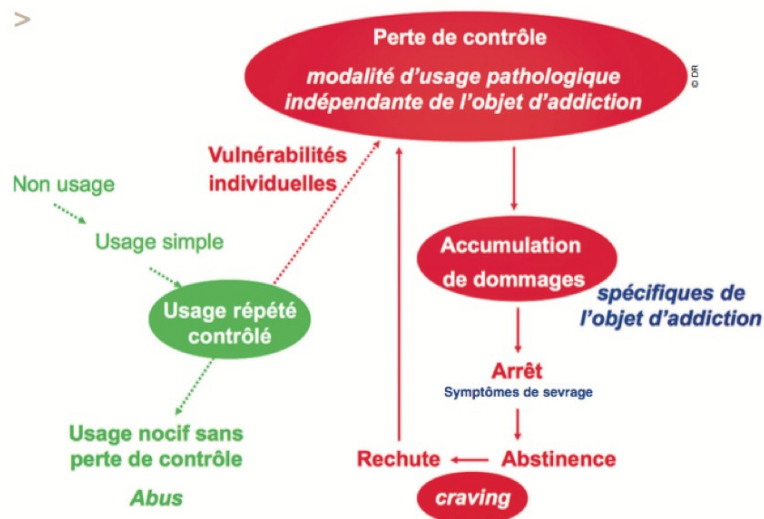 >
Perte de contrôle
modalité d'usage pathologique
indépendante de l'objet d'addiction
© DR
Vulnérabilités
individuelles
Non usage
Usage simple
Usage répété
contrôlé
Usage nocif sans
perte de contrôle
Abus
Accumulation
de dommages
spécifiques de
l'objet d'addiction
Arrêt
Symptômes de sevrage
Abstinence
Rechute
craving